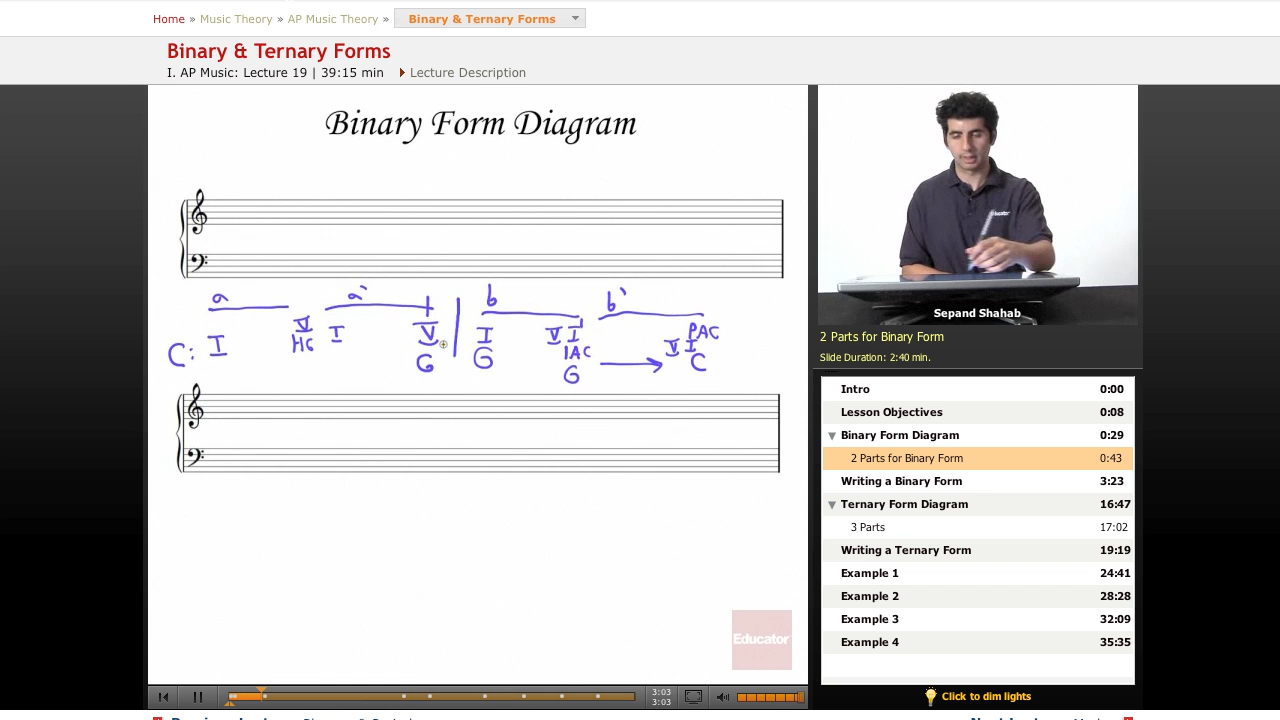 Home » Music Theory » AP Music Theory » Binary & Ternary Forms
Binary & Ternary Forms
I. AP Music: Lecture 19 | 39:15 min Lecture Description
Binary Form Diagram
a a' b b'
C: I V I V I V I' V I
HC IAC PAC
G G G C
Educator
Sepand Shahab
2 Parts for Binary Form
Slide Duration: 2:40 min.
Intro 0:00
Lesson Objectives 0:08
Binary Form Diagram 0:29
2 Parts for Binary Form 0:43
Writing a Binary Form 3:23
Ternary Form Diagram 16:47
3 Parts 17:02
Writing a Ternary Form 19:19
Example 1 24:41
Example 2 28:28
Example 3 32:09
Example 4 35:35
Educator
3:03
3:03
Click to dim lights